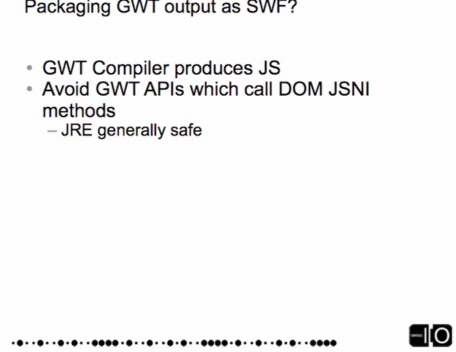 Packaging GWT output as SWF?
• GWT Compiler produces JS
• Avoid GWT APIs which call DOM JSNI
methods
– JRE generally safe
IO